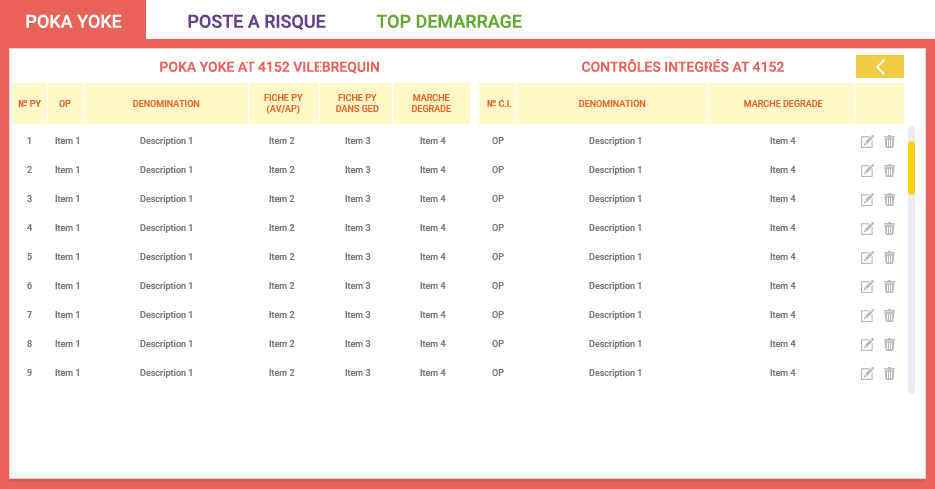 POKA YOKE POSTE A RISQUE TOP DEMARRAGE
POKA YOKE AT 4152 VILEBREQUIN CONTRÔLES INTEGRÉS AT 4152
Nº PY OP DENOMINATION FICHE PY (AV/AP) FICHE PY DANS GED MARCHE DEGRADE Nº C.I. DENOMINATION MARCHE DEGRADE
1 Item 1 Description 1 Item 2 Item 3 Item 4 OP Description 1 Item 4
2 Item 1 Description 1 Item 2 Item 3 Item 4 OP Description 1 Item 4
3 Item 1 Description 1 Item 2 Item 3 Item 4 OP Description 1 Item 4
4 Item 1 Description 1 Item 2 Item 3 Item 4 OP Description 1 Item 4
5 Item 1 Description 1 Item 2 Item 3 Item 4 OP Description 1 Item 4
6 Item 1 Description 1 Item 2 Item 3 Item 4 OP Description 1 Item 4
7 Item 1 Description 1 Item 2 Item 3 Item 4 OP Description 1 Item 4
8 Item 1 Description 1 Item 2 Item 3 Item 4 OP Description 1 Item 4
9 Item 1 Description 1 Item 2 Item 3 Item 4 OP Description 1 Item 4